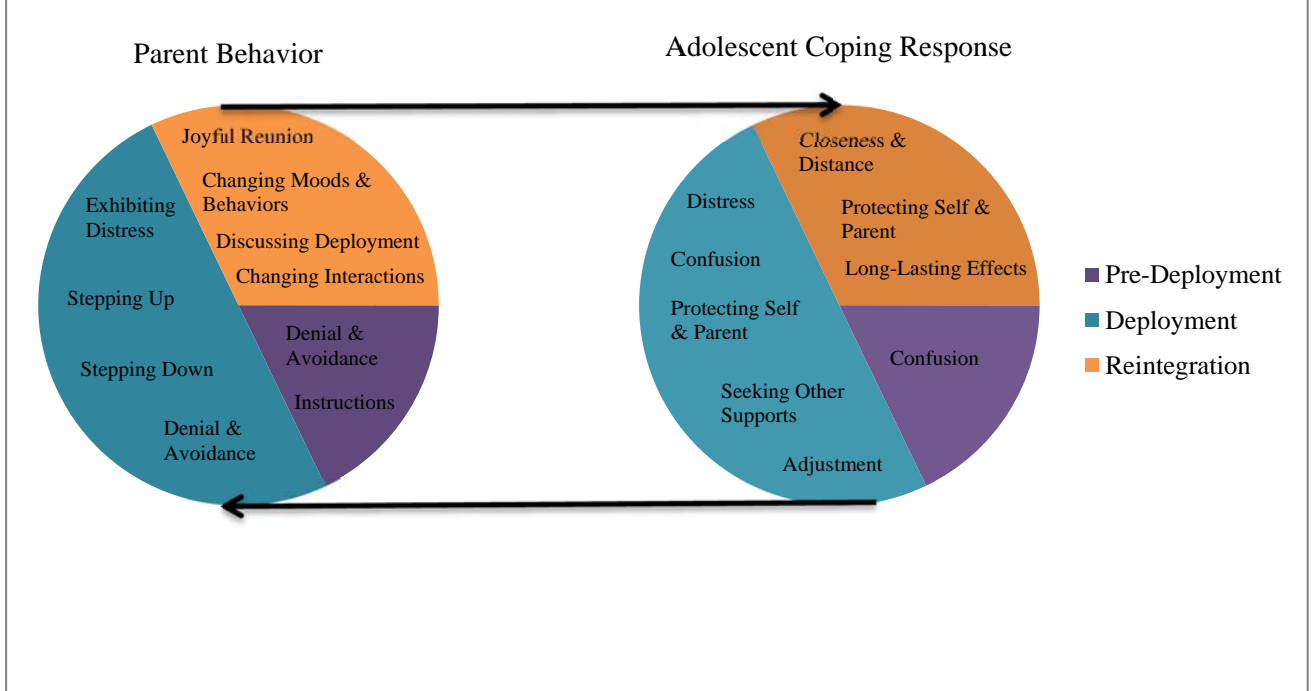 Parent Behavior
Adolescent Coping Response
Joyful Reunion
Changing Moods &
Behaviors
Discussing Deployment
Changing Interactions
Exhibiting
Distress
Stepping Up
Stepping Down
Denial &
Avoidance
Denial &
Avoidance
Instructions
Closeness &
Distance
Protecting Self &
Parent
Long-Lasting Effects
Distress
Confusion
Protecting Self
& Parent
Seeking Other
Supports
Adjustment
Confusion
Pre-Deployment
Deployment
Reintegration